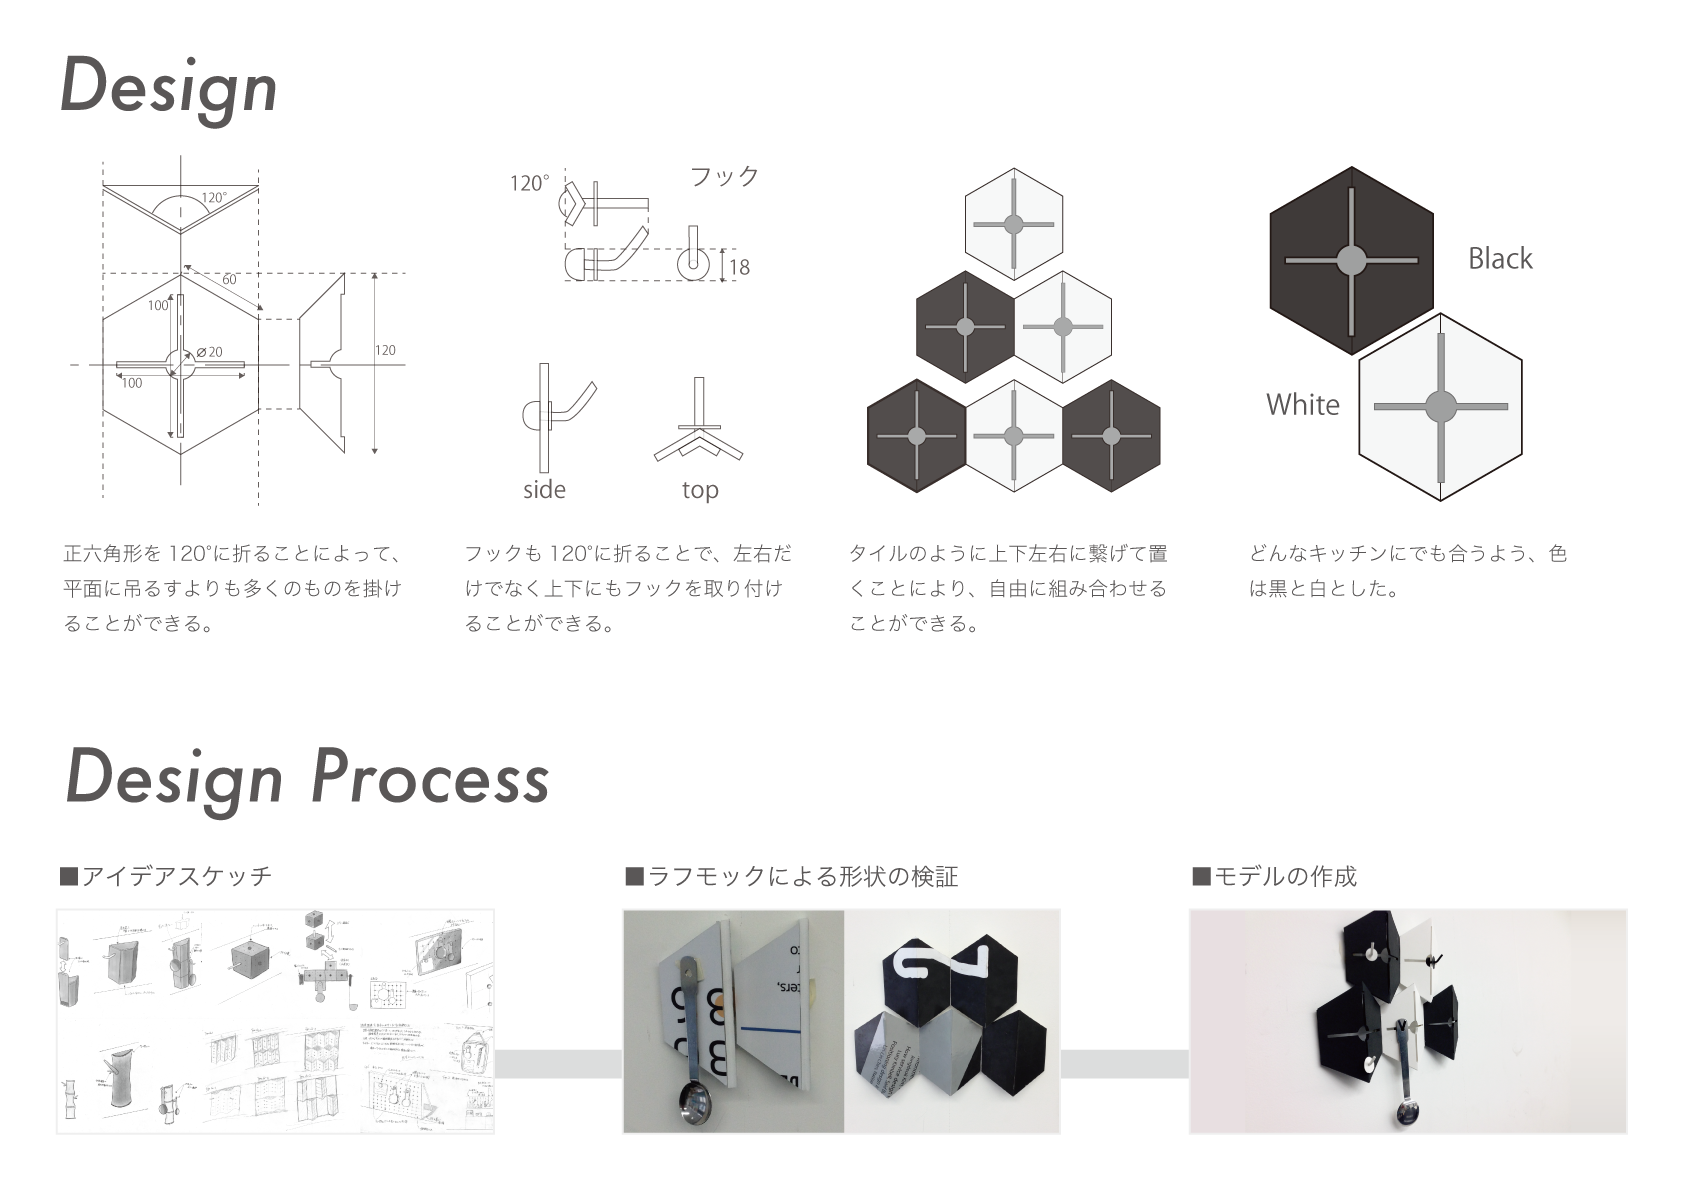 Design
120°
60
100
⌀20
100
120
120°
フック
18
side
top
Black
White
正六角形を 120°に折ることによって、
平面に吊るすよりも多くのものを掛け
ることができる。
フックも 120°に折ることで、左右だ
けでなく上下にもフックを取り付け
ることができる。
タイルのように上下左右に繋げて置
くことにより、自由に組み合わせる
ことができる。
どんなキッチンにでも合うよう、色
は黒と白とした。
Design Process
■アイデアスケッチ
■ラフモックによる形状の検証
■モデルの作成